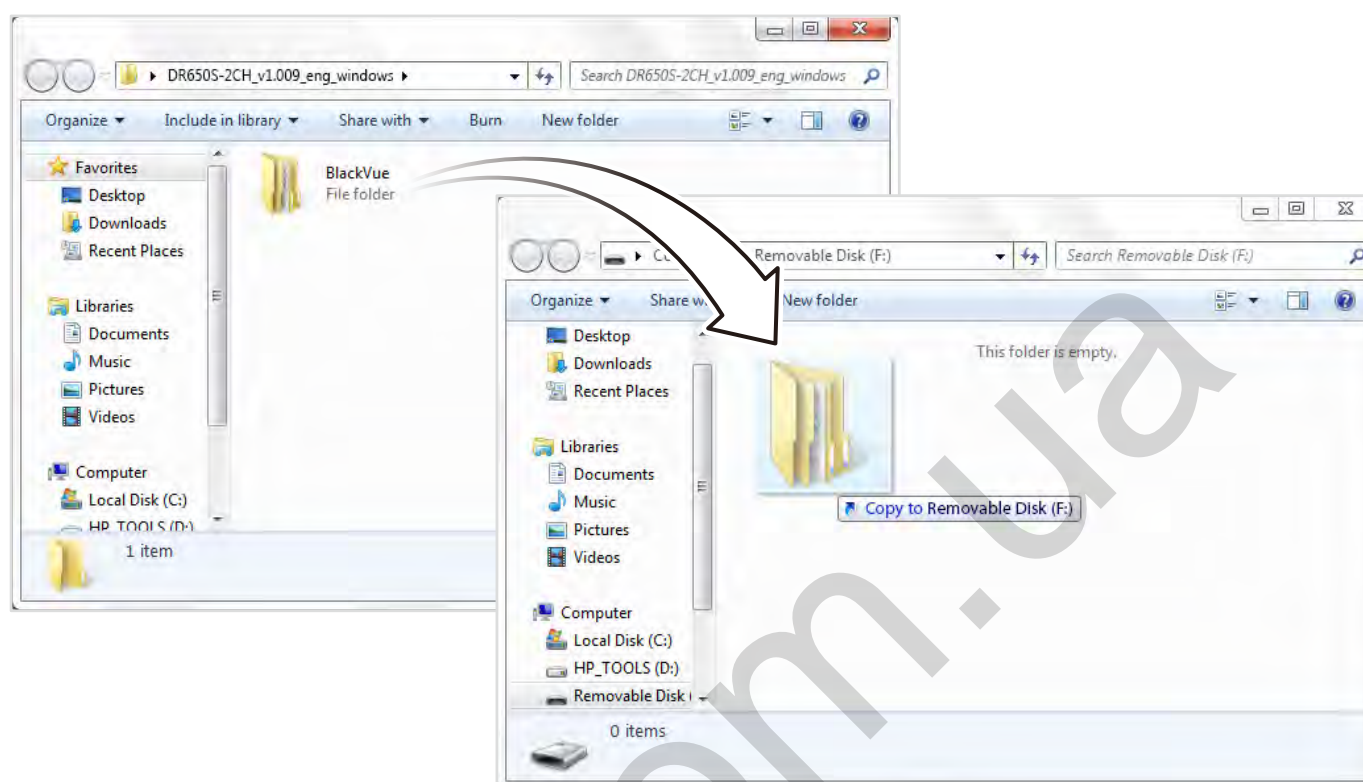 DR650S-2CH_v1.009_eng_windows
Search DR650S-2CH_v1.009_eng_windows
Organize Include in library Share with Burn New folder
Favorites
Desktop
Downloads
Recent Places
Libraries
Documents
Music
Pictures
Videos
Computer
Local Disk (C:)
HP_TOOLS (D:)
BlackVue
File folder
1 item
Removable Disk (F:)
Search Removable Disk (F:)
Organize Share New folder
Desktop
Downloads
Recent Places
Libraries
Documents
Music
Pictures
Videos
Computer
Local Disk (C:)
HP_TOOLS (D:)
Removable Disk
This folder is empty.
Copy to Removable Disk (F:)
0 items
om.ua